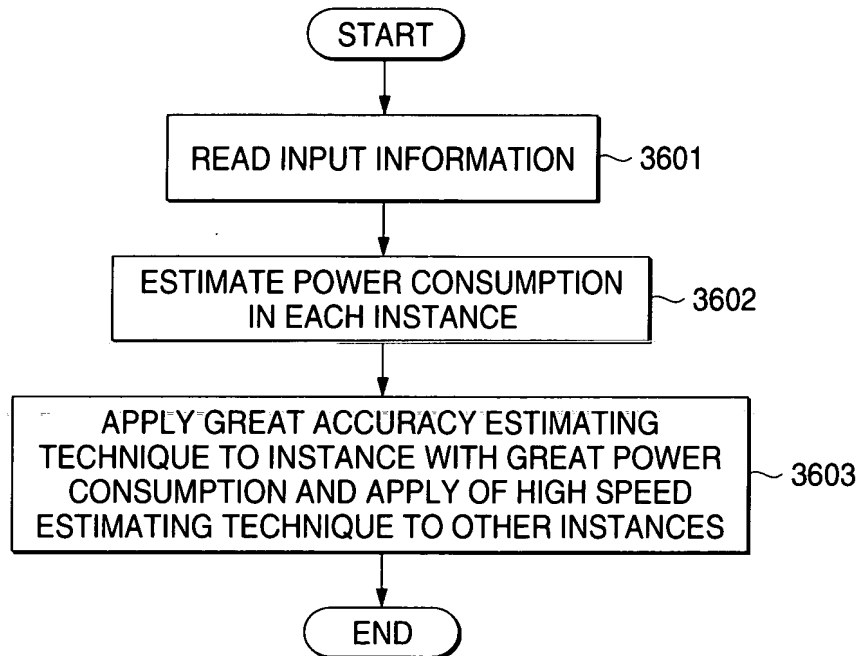 START
READ INPUT INFORMATION
3601
ESTIMATE POWER CONSUMPTION
IN EACH INSTANCE
3602
APPLY GREAT ACCURACY ESTIMATING
TECHNIQUE TO INSTANCE WITH GREAT POWER
CONSUMPTION AND APPLY OF HIGH SPEED
ESTIMATING TECHNIQUE TO OTHER INSTANCES
3603
END